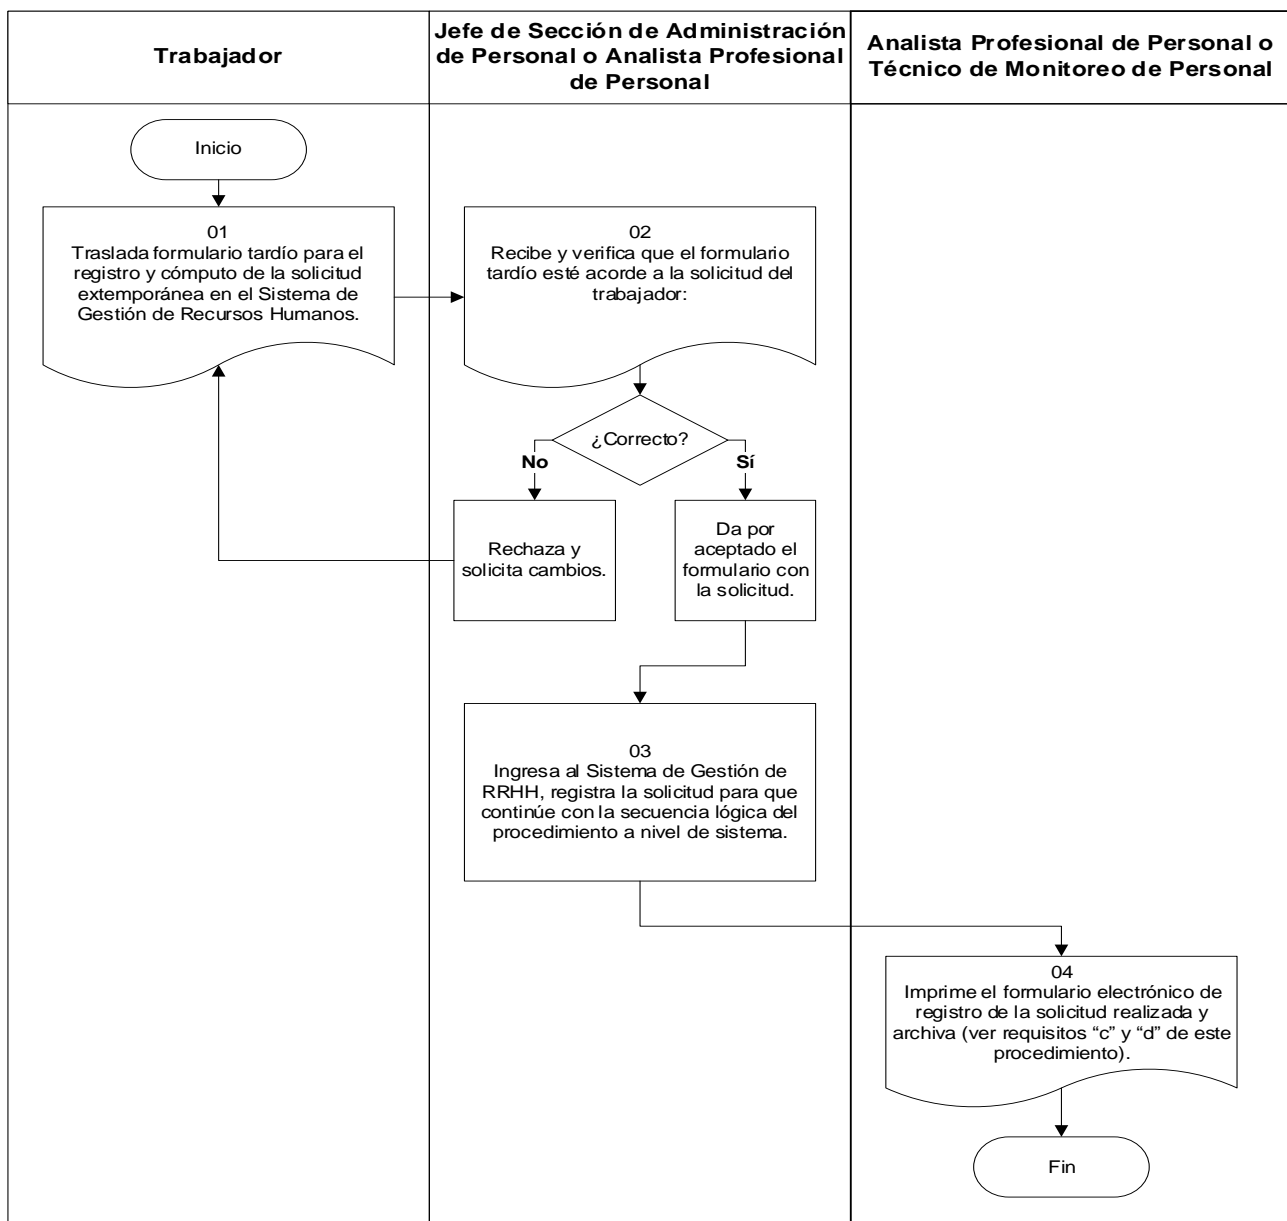 Trabajador
Jefe de Sección de Administración
de Personal o Analista Profesional
de Personal
Analista Profesional de Personal o
Técnico de Monitoreo de Personal
Inicio
01
Traslada formulario tardío para el
registro y cómputo de la solicitud
extemporánea en el Sistema de
Gestión de Recursos Humanos.
02
Recibe y verifica que el formulario
tardío esté acorde a la solicitud del
trabajador:
¿Correcto?
No
Sí
Rechaza y
solicita cambios.
Da por
aceptado el
formulario con
la solicitud.
03
Ingresa al Sistema de Gestión de
RRHH, registra la solicitud para que
continúe con la secuencia lógica del
procedimiento a nivel de sistema.
04
Imprime el formulario electrónico de
registro de la solicitud realizada y
archiva (ver requisitos “c” y “d” de este
procedimiento).
Fin